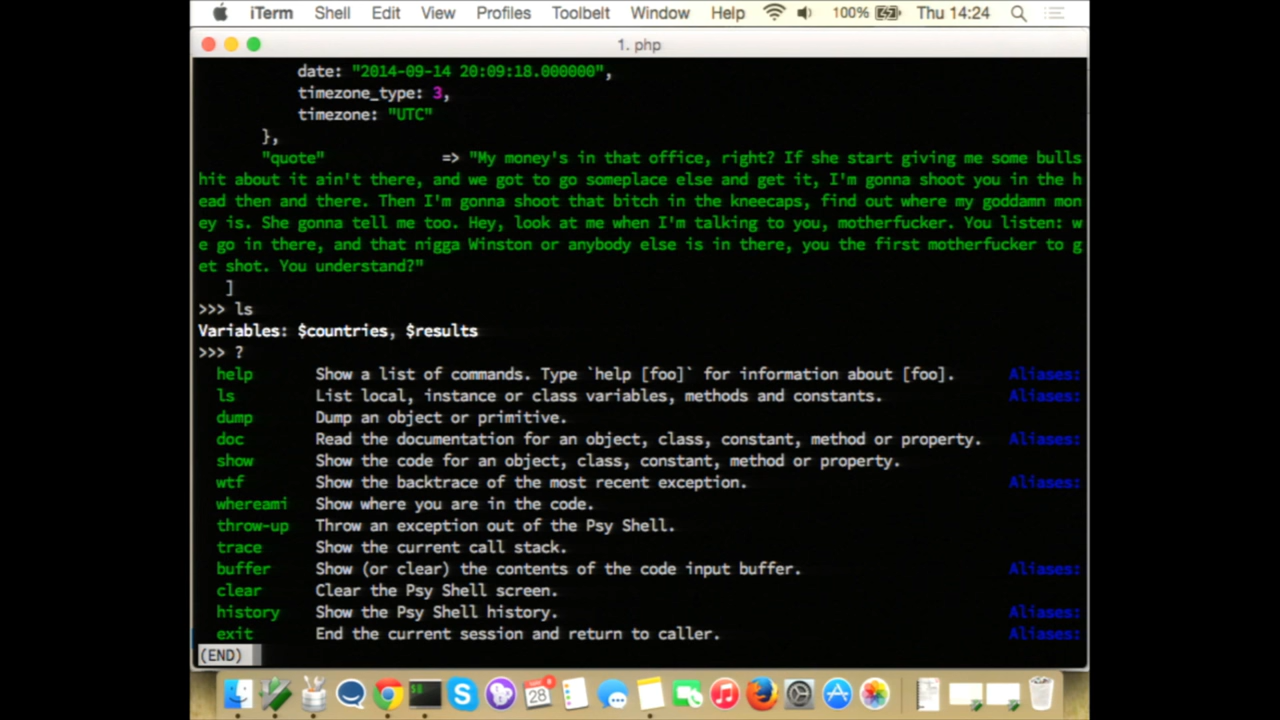 iTerm Shell Edit View Profiles Toolbelt Window Help 100% Thu 14:24
1. php
date: "2014-09-14 20:09:18.000000",
timezone_type: 3,
timezone: "UTC"
},
"quote" => "My money's in that office, right? If she start giving me some bulls
hit about it ain't there, and we got to go someplace else and get it, I'm gonna shoot you in the h
ead then and there. Then I'm gonna shoot that bitch in the kneecaps, find out where my goddamn mon
ey is. She gonna tell me too. Hey, look at me when I'm talking to you, motherfucker. You listen: w
e go in there, and that nigga Winston or anybody else is in there, you the first motherfucker to g
et shot. You understand?"
]
>>> ls
Variables: $countries, $results
>>> ?
help Show a list of commands. Type `help [foo]` for information about [foo]. Aliases:
ls List local, instance or class variables, methods and constants. Aliases:
dump Dump an object or primitive.
doc Read the documentation for an object, class, constant, method or property. Aliases:
show Show the code for an object, class, constant, method or property.
wtf Show the backtrace of the most recent exception. Aliases:
whereami Show where you are in the code.
throw-up Throw an exception out of the Psy Shell.
trace Show the current call stack.
buffer Show (or clear) the contents of the code input buffer. Aliases:
clear Clear the Psy Shell screen.
history Show the Psy Shell history. Aliases:
exit End the current session and return to caller. Aliases:
(END)
28